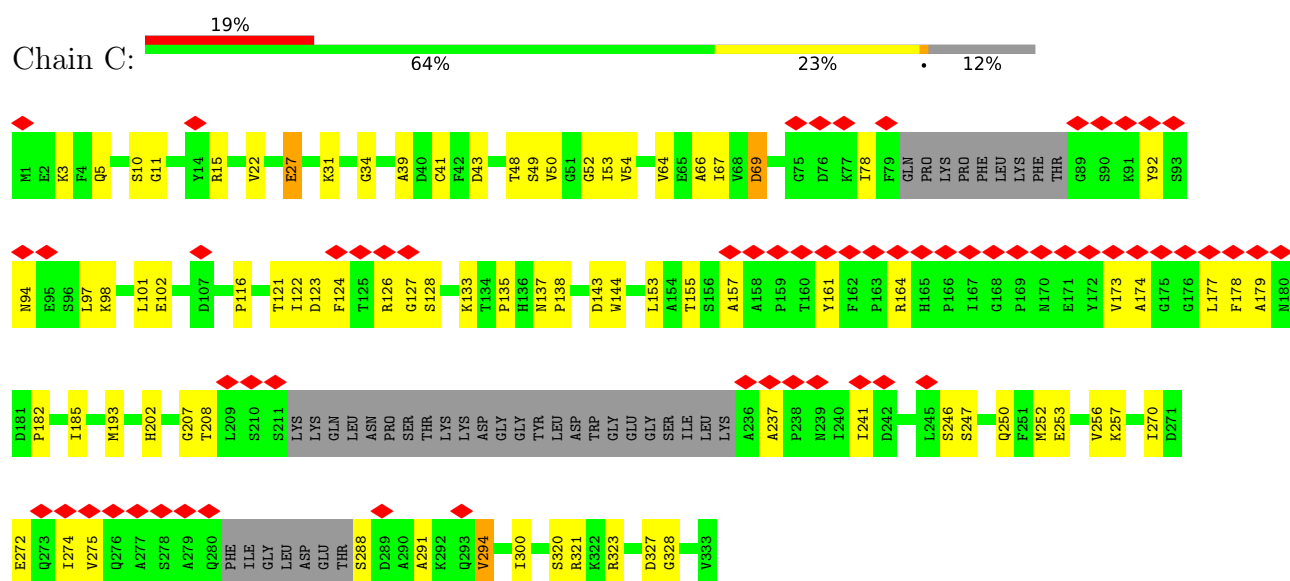 19%
Chain C:
64% 23% • 12%
M1 E2 K3 F4 Q5 S10 G11 Y14 R15 V22 E27 K31 G34 A39 D40 C41 F42 D43 T48 S49 V50 G51 G52 I53 V54 V64 E65 A66 I67 V68 D69 G75 D76 K77 I78 F79 GLN PRO LYS PRO PHE LEU LYS PHE THR G89 S90 K91 Y92 S93
N94 E95 S96 L97 K98 L101 E102 D107 P116 T121 I122 D123 F124 T125 R126 G127 S128 K133 T134 P135 H136 N137 P138 D143 W144 L153 A154 T155 S156 A157 A158 P159 T160 Y161 F162 P163 R164 H165 P166 I167 G168 P169 N170 E171 Y172 V173 A174 G175 G176 L177 F178 A179 N180
D181 P182 I185 M193 H202 G207 T208 L209 S210 S211 LYS LYS GLN LEU ASN PRO SER THR LYS LYS ASP GLY GLY TYR LEU ASP TRP GLY GLU GLY SER ILE LEU LYS A236 A237 P238 N239 I240 I241 D242 L245 S246 S247 Q250 F251 M252 E253 V256 K257 I270 D271
E272 Q273 I274 V275 Q276 A277 S278 A279 Q280 PHE ILE GLY LEU ASP GLU THR S288 D289 A290 A291 K292 Q293 V294 I300 S320 R321 K322 R323 D327 G328 V333